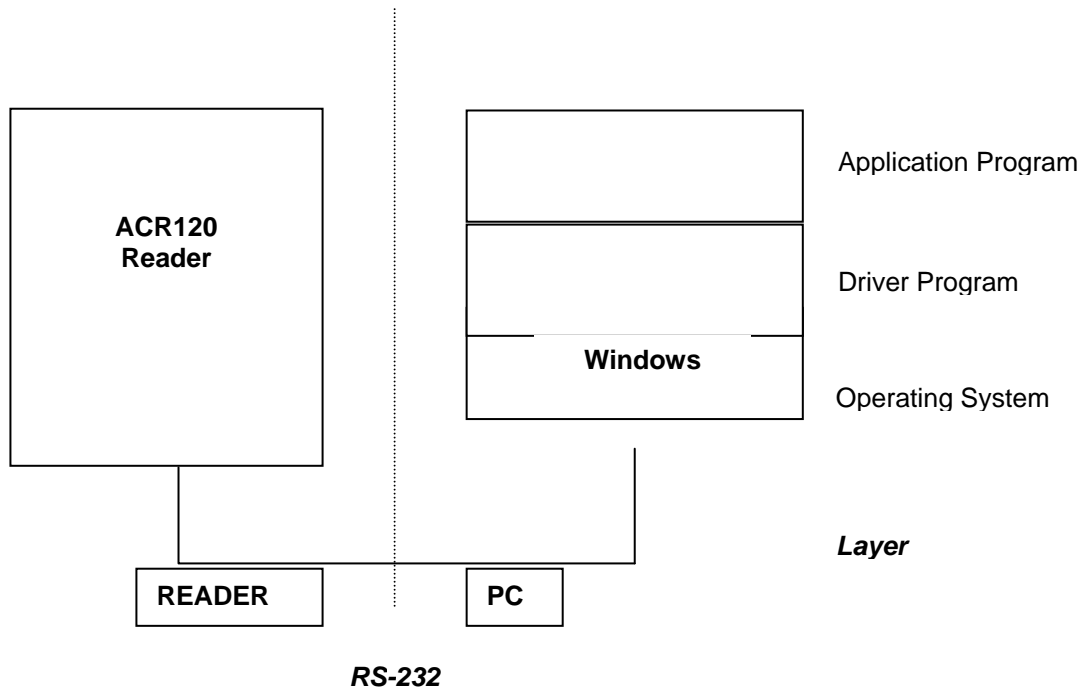 Application Program
ACR120
Reader
Driver Program
Windows
Operating System
Layer
READER
PC
RS-232